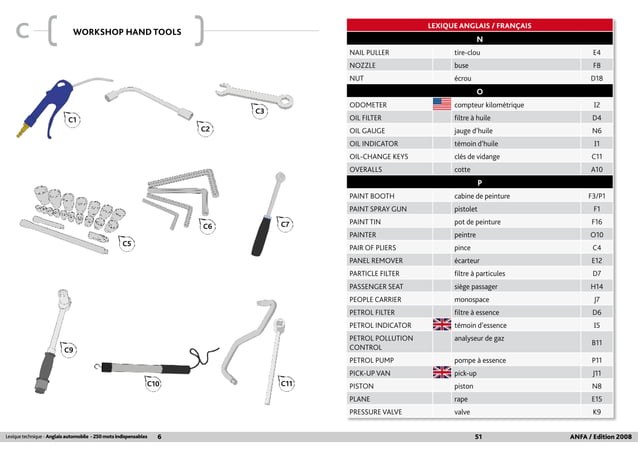 C
WORKSHOP HAND TOOLS
C1
C2
C3
C5
C6
C7
C9
C10
C11
Lexique technique - Anglais automobile - 250 mots indispensables 6
LEXIQUE ANGLAIS / FRANÇAIS
N
NAIL PULLER tire-clou E4
NOZZLE buse F8
NUT écrou D18
O
ODOMETER compteur kilométrique I2
OIL FILTER filtre à huile D4
OIL GAUGE jauge d'huile N6
OIL INDICATOR témoin d'huile I1
OIL-CHANGE KEYS clés de vidange C11
OVERALLS cotte A10
P
PAINT BOOTH cabine de peinture F3/P1
PAINT SPRAY GUN pistolet F1
PAINT TIN pot de peinture F16
PAINTER peintre O10
PAIR OF PLIERS pince C4
PANEL REMOVER écarteur E12
PARTICLE FILTER filtre à particules D7
PASSENGER SEAT siège passager H14
PEOPLE CARRIER monospace J7
PETROL FILTER filtre à essence D6
PETROL INDICATOR témoin d'essence I5
PETROL POLLUTION analyseur de gaz B11
CONTROL
PETROL PUMP pompe à essence P11
PICK-UP VAN pick-up J11
PISTON piston N8
PLANE rape E15
PRESSURE VALVE valve K9
51 ANFA / Edition 2008